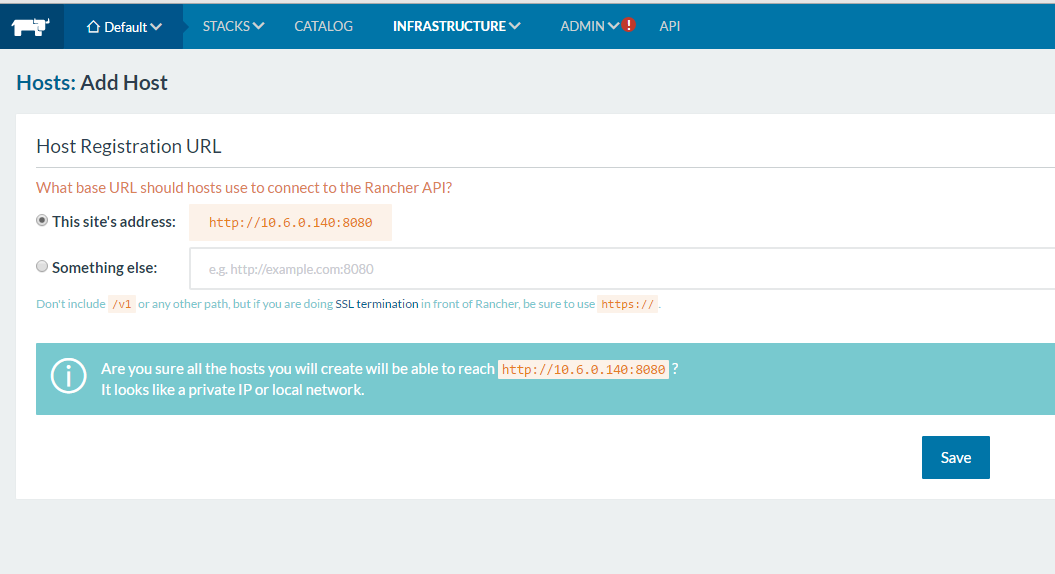 Default STACKS CATALOG INFRASTRUCTURE ADMIN ! API
Hosts: Add Host
Host Registration URL
What base URL should hosts use to connect to the Rancher API?
This site's address: http://10.6.0.140:8080
Something else: e.g. http://example.com:8080
Don't include /v1 or any other path, but if you are doing SSL termination in front of Rancher, be sure to use https:// .
Are you sure all the hosts you will create will be able to reach http://10.6.0.140:8080 ?
It looks like a private IP or local network.
Save